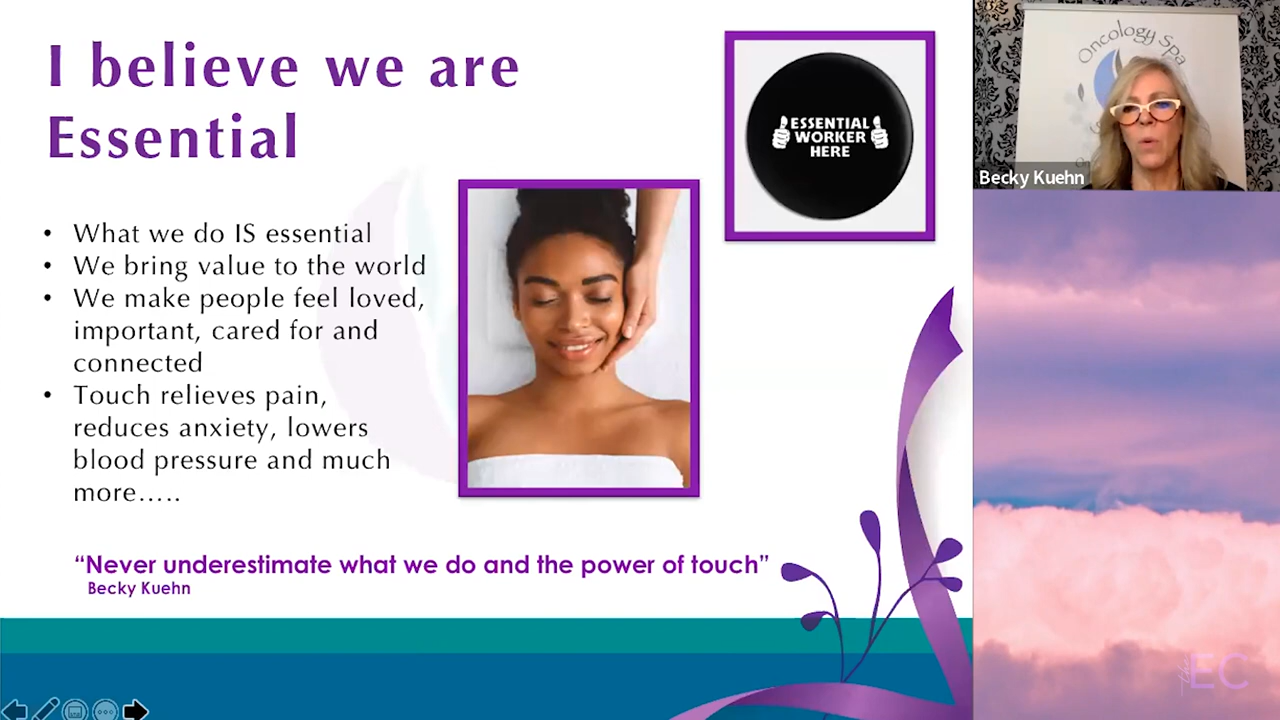 I believe we are
Essential
• What we do IS essential
• We bring value to the world
• We make people feel loved,
important, cared for and
connected
• Touch relieves pain,
reduces anxiety, lowers
blood pressure and much
more…..
“Never underestimate what we do and the power of touch”
Becky Kuehn
ESSENTIAL
WORKER
HERE
Oncology Spa
Becky Kuehn
the
EC